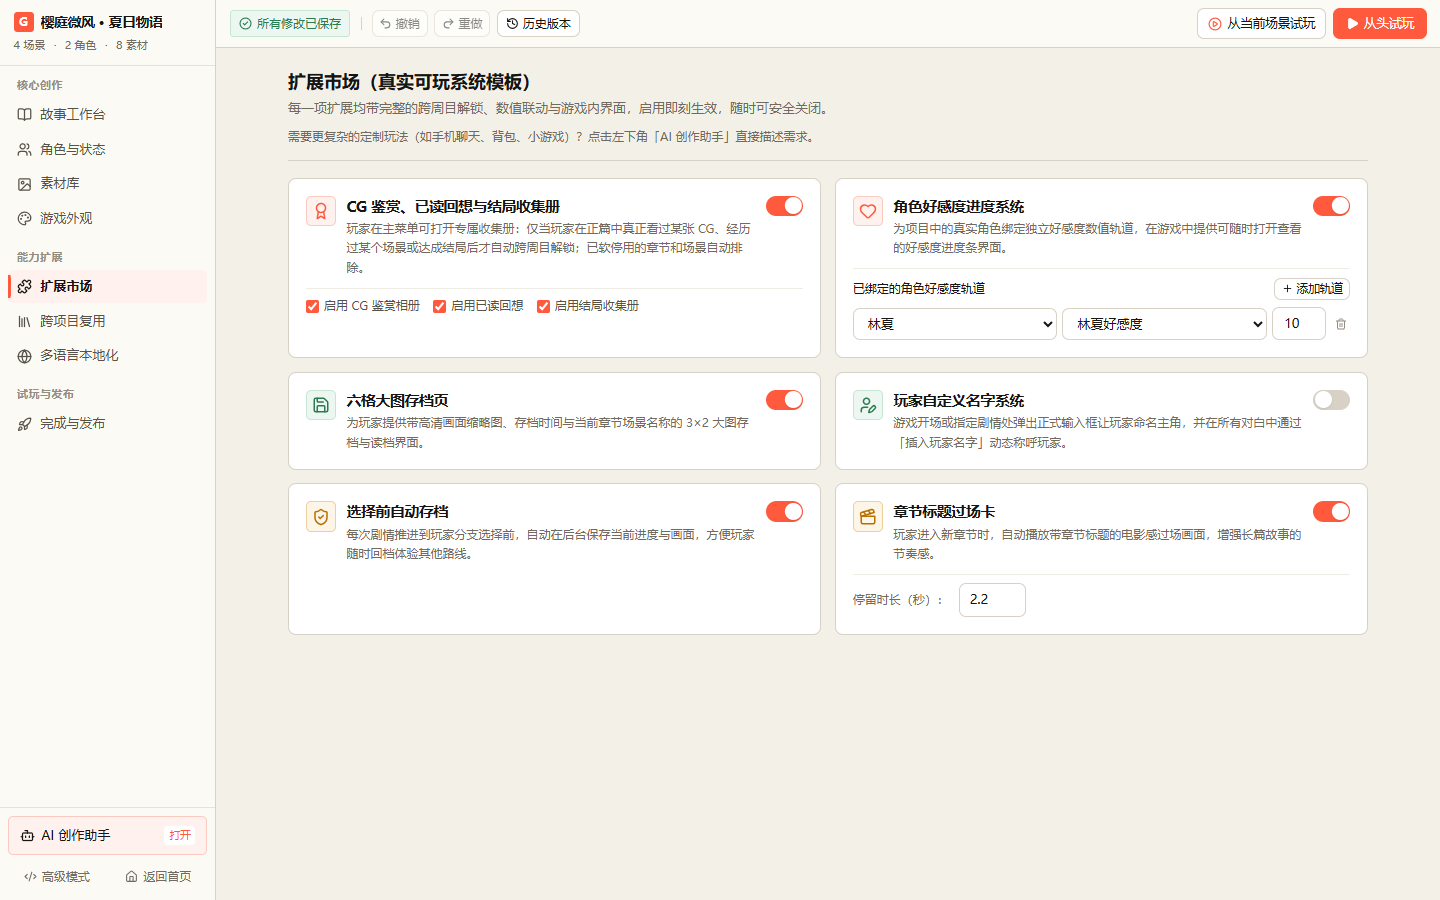 G 樱庭微风 • 夏日物语
4 场景 · 2 角色 · 8 素材
核心创作
故事工作台
角色与状态
素材库
游戏外观
能力扩展
扩展市场
跨项目复用
多语言本地化
试玩与发布
完成与发布
AI 创作助手 打开
高级模式 返回首页
所有修改已保存 撤销 重做 历史版本 从当前场景试玩 从头试玩
扩展市场（真实可玩系统模板）
每一项扩展均带完整的跨周目解锁、数值联动与游戏内界面，启用即刻生效，随时可安全关闭。
需要更复杂的定制玩法（如手机聊天、背包、小游戏）？点击左下角「AI 创作助手」直接描述需求。
CG 鉴赏、已读回想与结局收集册
玩家在主菜单可打开专属收集册：仅当玩家在正篇中真正看过某张 CG、经历
过某个场景或达成结局后才自动跨周目解锁；已软停用的章节和场景自动排
除。
启用 CG 鉴赏相册 启用已读回想 启用结局收集册
角色好感度进度系统
为项目中的真实角色绑定独立好感度数值轨道，在游戏中提供可随时打开查看
的好感度进度条界面。
已绑定的角色好感度轨道 + 添加轨道
林夏 林夏好感度 10
六格大图存档页
为玩家提供带高清画面缩略图、存档时间与当前章节场景名称的 3×2 大图存
档与读档界面。
玩家自定义名字系统
游戏开场或指定剧情处弹出正式输入框让玩家命名主角，并在所有对白中通过
「插入玩家名字」动态称呼玩家。
选择前自动存档
每次剧情推进到玩家分支选择前，自动在后台保存当前进度与画面，方便玩家
随时回档体验其他路线。
章节标题过场卡
玩家进入新章节时，自动播放带章节标题的电影感过场画面，增强长篇故事的
节奏感。
停留时长（秒）： 2.2